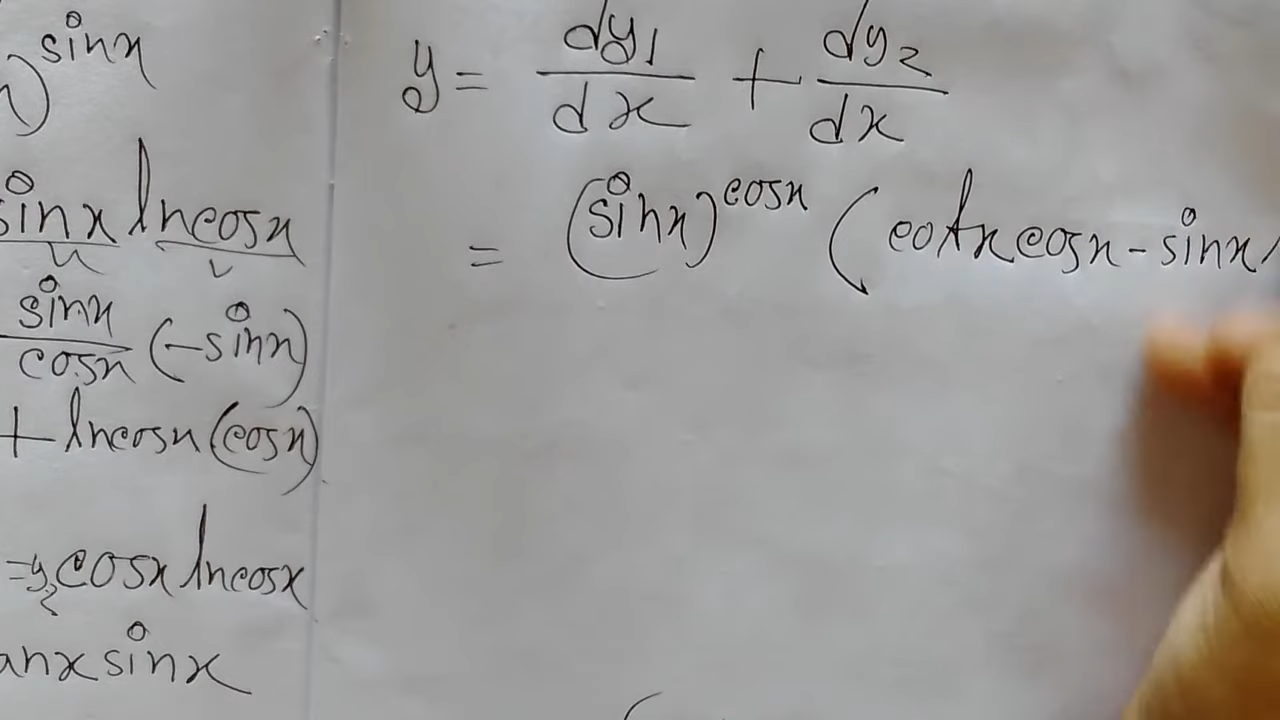 sinx
sinx lncosx
u v
sinx
cosx (-sinx)
+ lncosx (cosx)
=y₂ cosx lncosx
anx sinx
y = dy₁/dx + dy₂/dx
= (sinx)^cosx ( cotx cosx - sinx